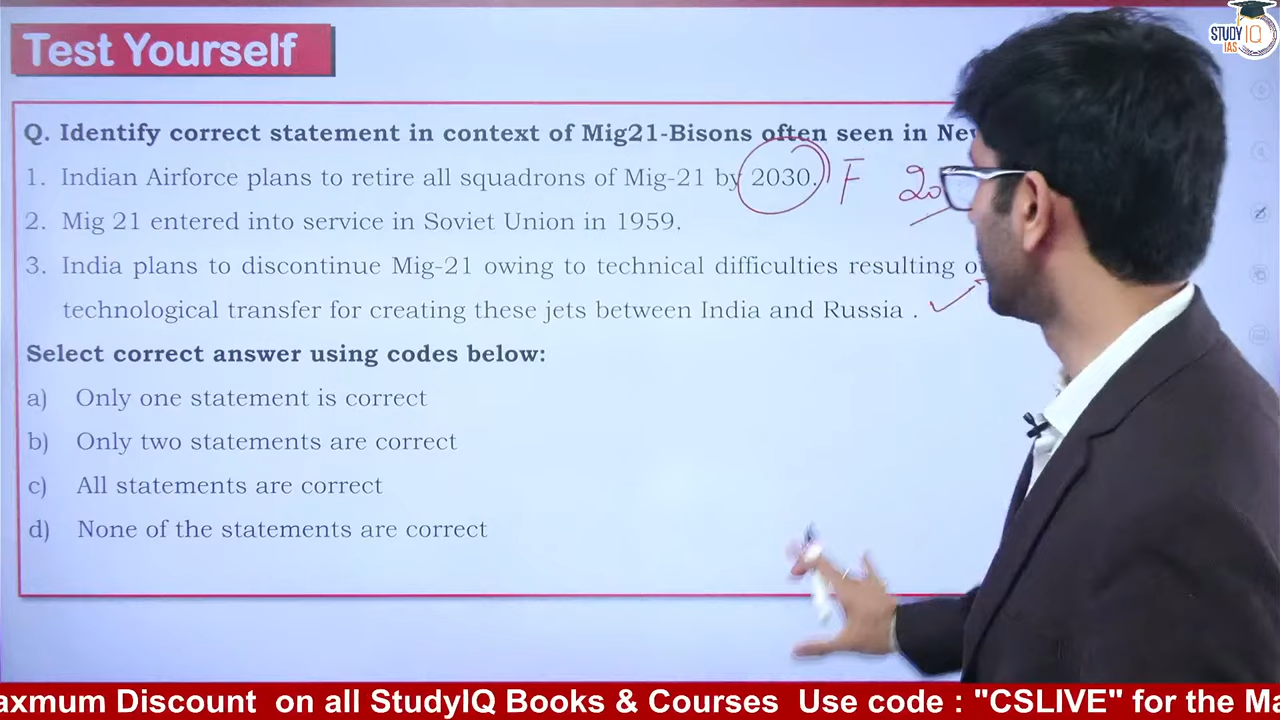 STUDY IQ
IAS
Test Yourself
Q. Identify correct statement in context of Mig21-Bisons often seen in
1. Indian Airforce plans to retire all squadrons of Mig-21 by 2030. F
2. Mig 21 entered into service in Soviet Union in 1959.
3. India plans to discontinue Mig-21 owing to technical difficulties resulting
technological transfer for creating these jets between India and Russia .
Select correct answer using codes below:
a) Only one statement is correct
b) Only two statements are correct
c) All statements are correct
d) None of the statements are correct
Discount on all StudyIQ Books & Courses Use code : "CSLIVE" for the